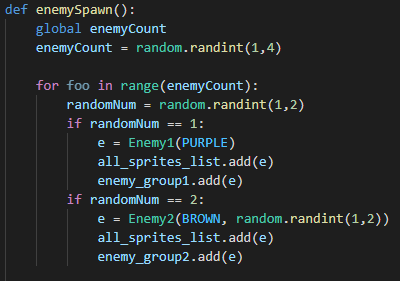 def enemySpawn():
    global enemyCount
    enemyCount = random.randint(1,4)

    for foo in range(enemyCount):
        randomNum = random.randint(1,2)
        if randomNum == 1:
            e = Enemy1(PURPLE)
            all_sprites_list.add(e)
            enemy_group1.add(e)
        if randomNum == 2:
            e = Enemy2(BROWN, random.randint(1,2))
            all_sprites_list.add(e)
            enemy_group2.add(e)